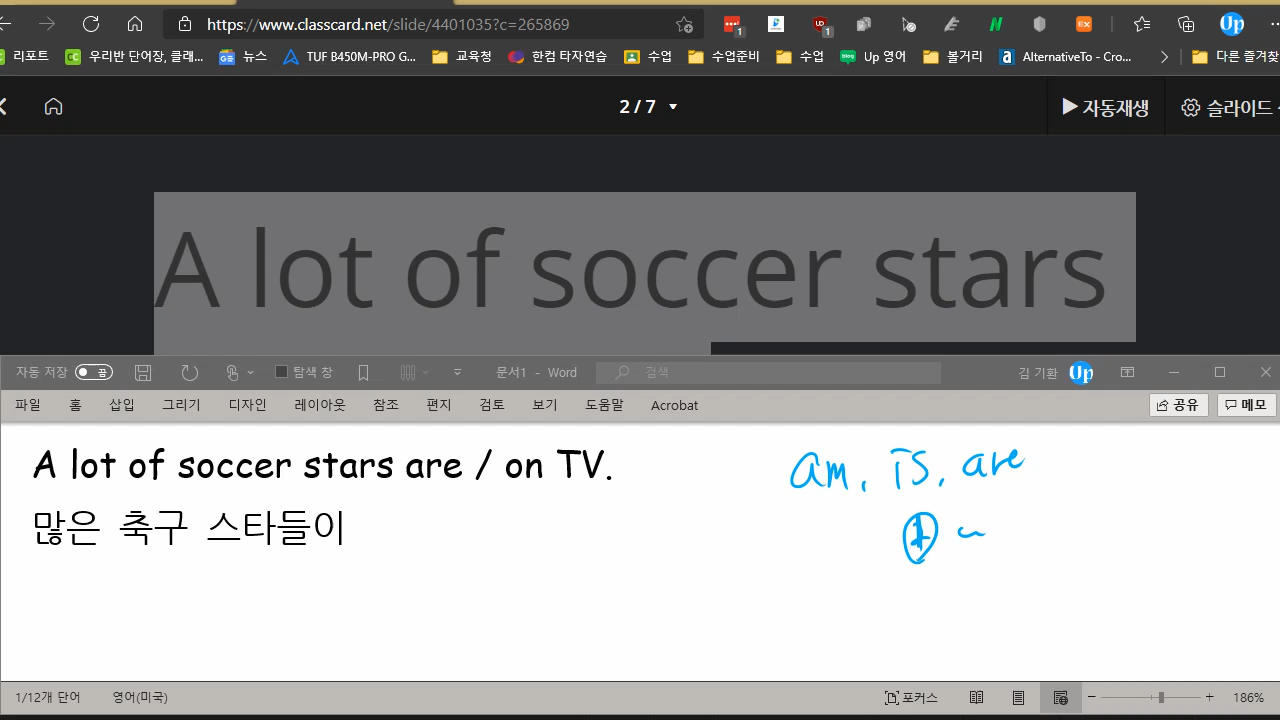 https://www.classcard.net/slide/4401035?c=265869
리포트 우리반 단어장, 클래... 뉴스 TUF B450M-PRO G... 교육청 한컴 타자연습 수업 수업준비 수업 Up 영어 볼거리 AlternativeTo - Cro... 다른 즐겨찾
2 / 7 자동재생 슬라이드
A lot of soccer stars
자동 저장 끔 탐색 창 문서1 - Word 검색 김 기환 Up
파일 홈 삽입 그리기 디자인 레이아웃 참조 편지 검토 보기 도움말 Acrobat 공유 메모
A lot of soccer stars are / on TV.
am, is, are
많은 축구 스타들이
1/12개 단어 영어(미국) 포커스 186%